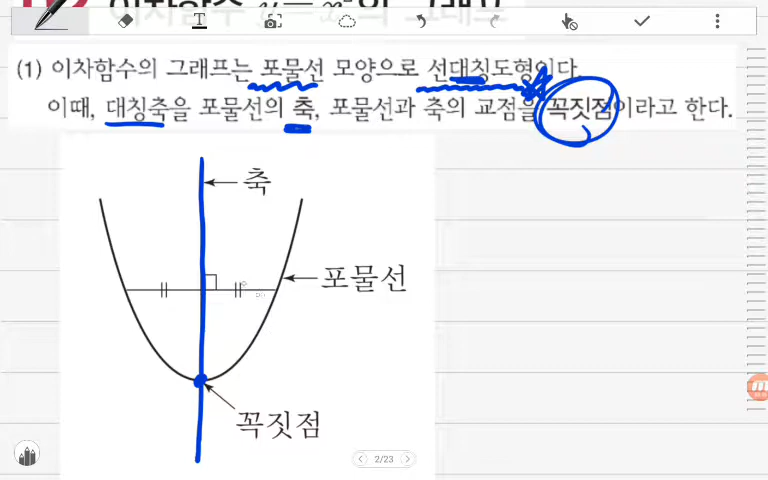 (1) 이차함수의 그래프는 포물선 모양으로 선대칭도형이다.
이때, 대칭축을 포물선의 축, 포물선과 축의 교점을 꼭짓점이라고 한다.
축
포물선
꼭짓점
2/23